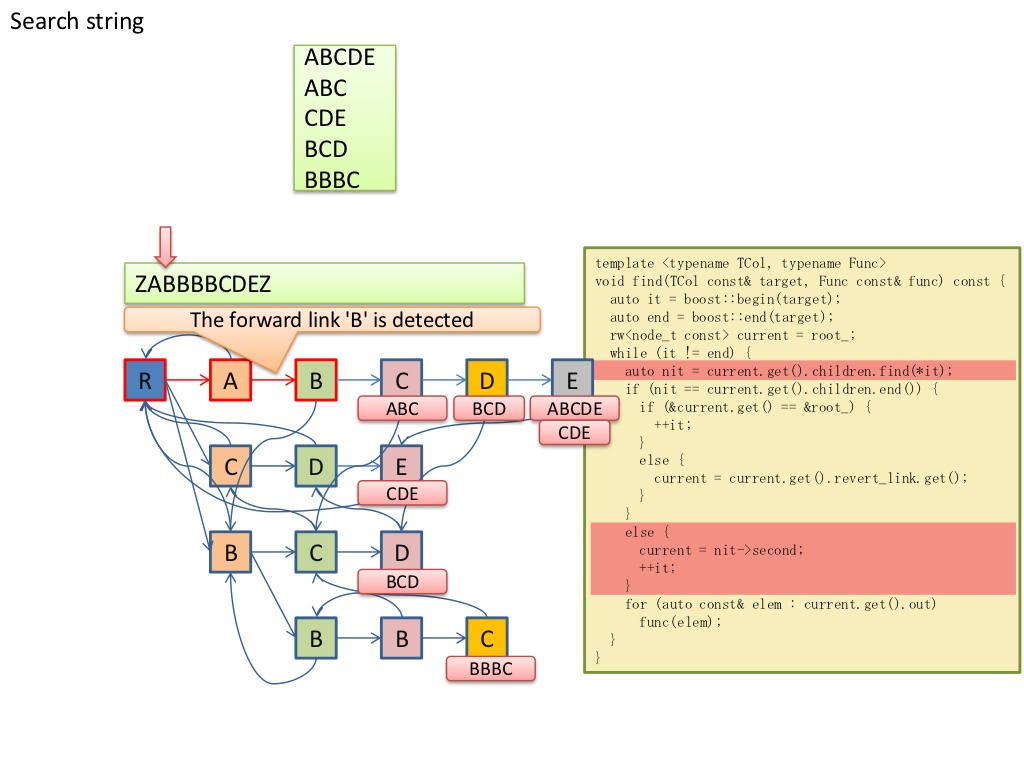 Search string
ABCDE
ABC
CDE
BCD
BBBC
ZABBBBCDEZ
The forward link 'B' is detected
R A B C D E
ABC BCD ABCDE
CDE
C D E
CDE
B C D
BCD
B B C
BBBC
template <typename TCol, typename Func>
void find(TCol const& target, Func const& func) const {
auto it = boost::begin(target);
auto end = boost::end(target);
rw<node_t const> current = root_;
while (it != end) {
auto nit = current.get().children.find(*it);
if (nit == current.get().children.end()) {
if (&current.get() == &root_) {
++it;
}
else {
current = current.get().revert_link.get();
}
}
else {
current = nit->second;
++it;
}
for (auto const& elem : current.get().out)
func(elem);
}
}